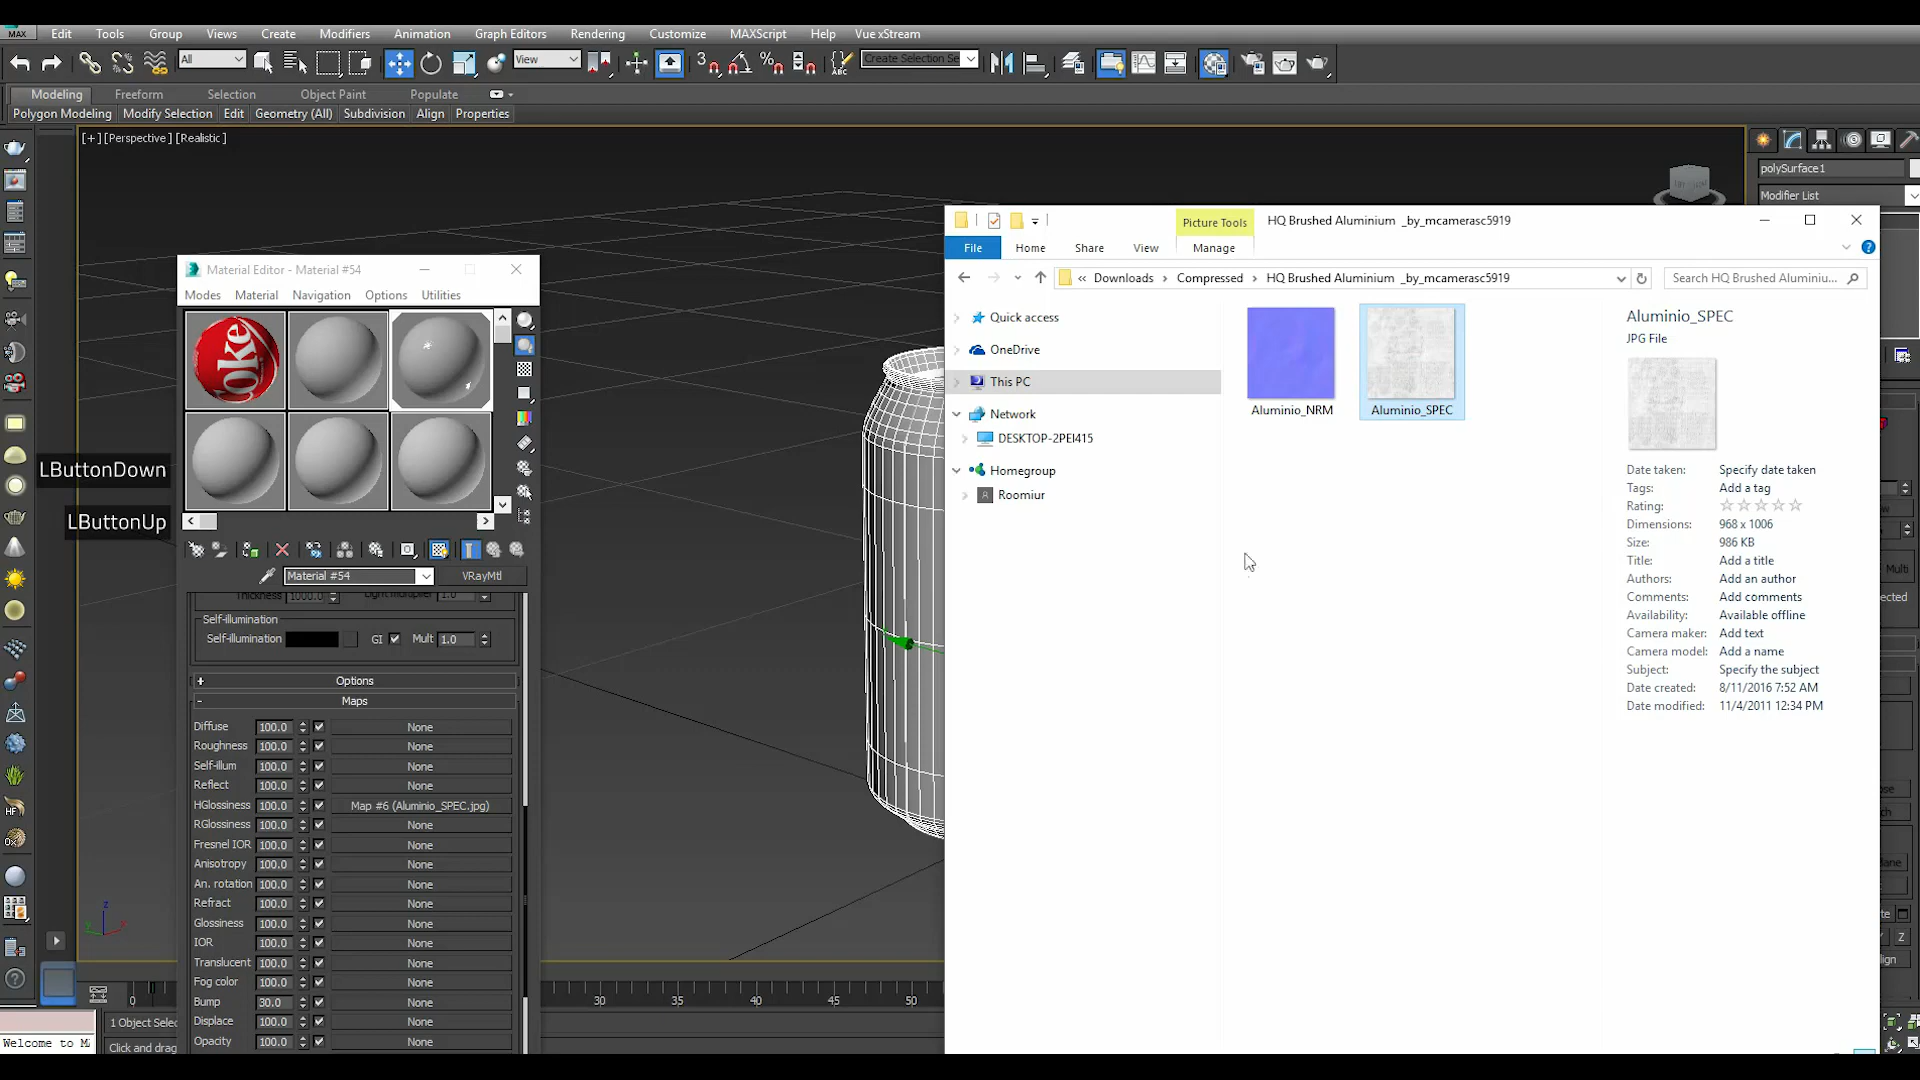 MAX Edit Tools Group Views Create Modifiers Animation Graph Editors Rendering Customize MAXScript Help Vue xStream
All View Create Selection Se
Modeling Freeform Selection Object Paint Populate
Polygon Modeling Modify Selection Edit Geometry (All) Subdivision Align Properties
[+] [Perspective] [Realistic]
polySurface1
Modifier List
Material Editor - Material #54
Modes Material Navigation Options Utilities
oke
LButtonDown
LButtonUp
Material #54 VRayMtl
Thickness 1000.0 Light multiplier 1.0
Self-illumination
Self-illumination GI Mult 1.0
+ Options
- Maps
Diffuse 100.0 None
Roughness 100.0 None
Self-illum 100.0 None
Reflect 100.0 None
HGlossiness 100.0 Map #6 (Aluminio_SPEC.jpg)
RGlossiness 100.0 None
Fresnel IOR 100.0 None
Anisotropy 100.0 None
An. rotation 100.0 None
Refract 100.0 None
Glossiness 100.0 None
IOR 100.0 None
Translucent 100.0 None
Fog color 100.0 None
Bump 30.0 None
Displace 100.0 None
Opacity 100.0 None
Picture Tools HQ Brushed Aluminium _by_mcamerasc5919
File Home Share View Manage
« Downloads > Compressed > HQ Brushed Aluminium _by_mcamerasc5919 Search HQ Brushed Aluminiu...
Quick access
OneDrive
This PC
Network
DESKTOP-2PEI415
Homegroup
Roomiur
Aluminio_NRM Aluminio_SPEC
Aluminio_SPEC
JPG File
Date taken: Specify date taken
Tags: Add a tag
Rating:
Dimensions: 968 x 1006
Size: 986 KB
Title: Add a title
Authors: Add an author
Comments: Add comments
Availability: Available offline
Camera maker: Add text
Camera model: Add a name
Subject: Specify the subject
Date created: 8/11/2016 7:52 AM
Date modified: 11/4/2011 12:34 PM
Multi
z x y
0 30 35 40 45 50
1 Object Selec
Welcome to M
Click and drag
Z